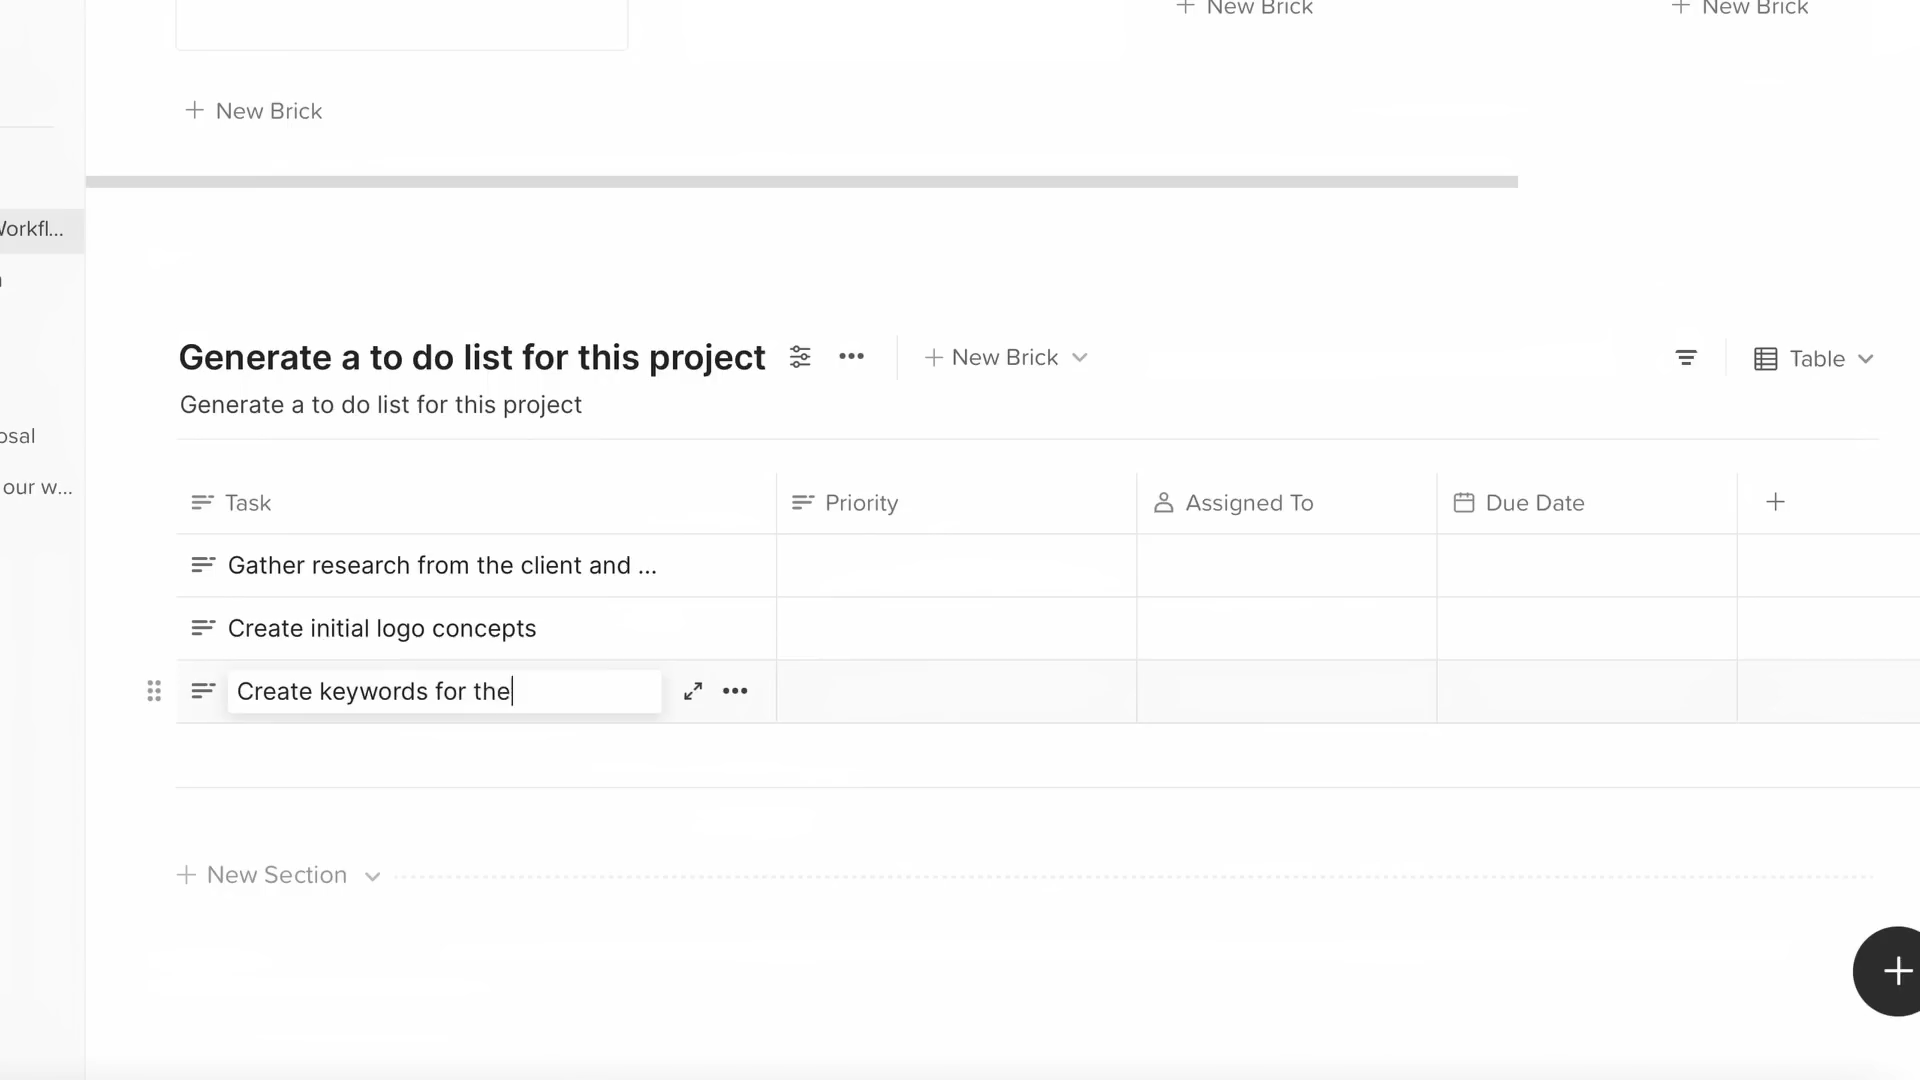 New Brick
New Brick
New Brick
Workfl...
Generate a to do list for this project
New Brick
Table
Generate a to do list for this project
osal
our w...
Task
Priority
Assigned To
Due Date
Gather research from the client and ...
Create initial logo concepts
Create keywords for the
New Section